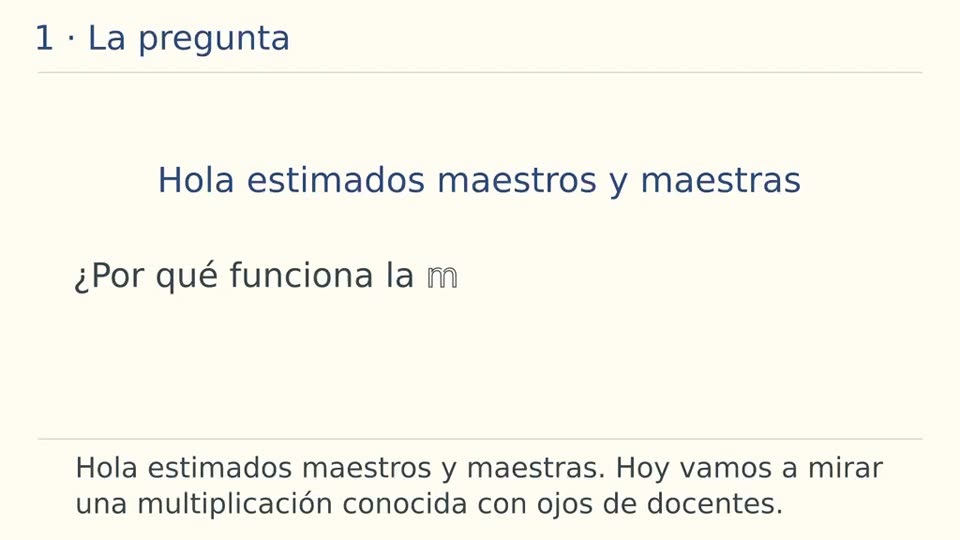 1 · La pregunta
Hola estimados maestros y maestras
¿Por qué funciona la m
Hola estimados maestros y maestras. Hoy vamos a mirar
una multiplicación conocida con ojos de docentes.